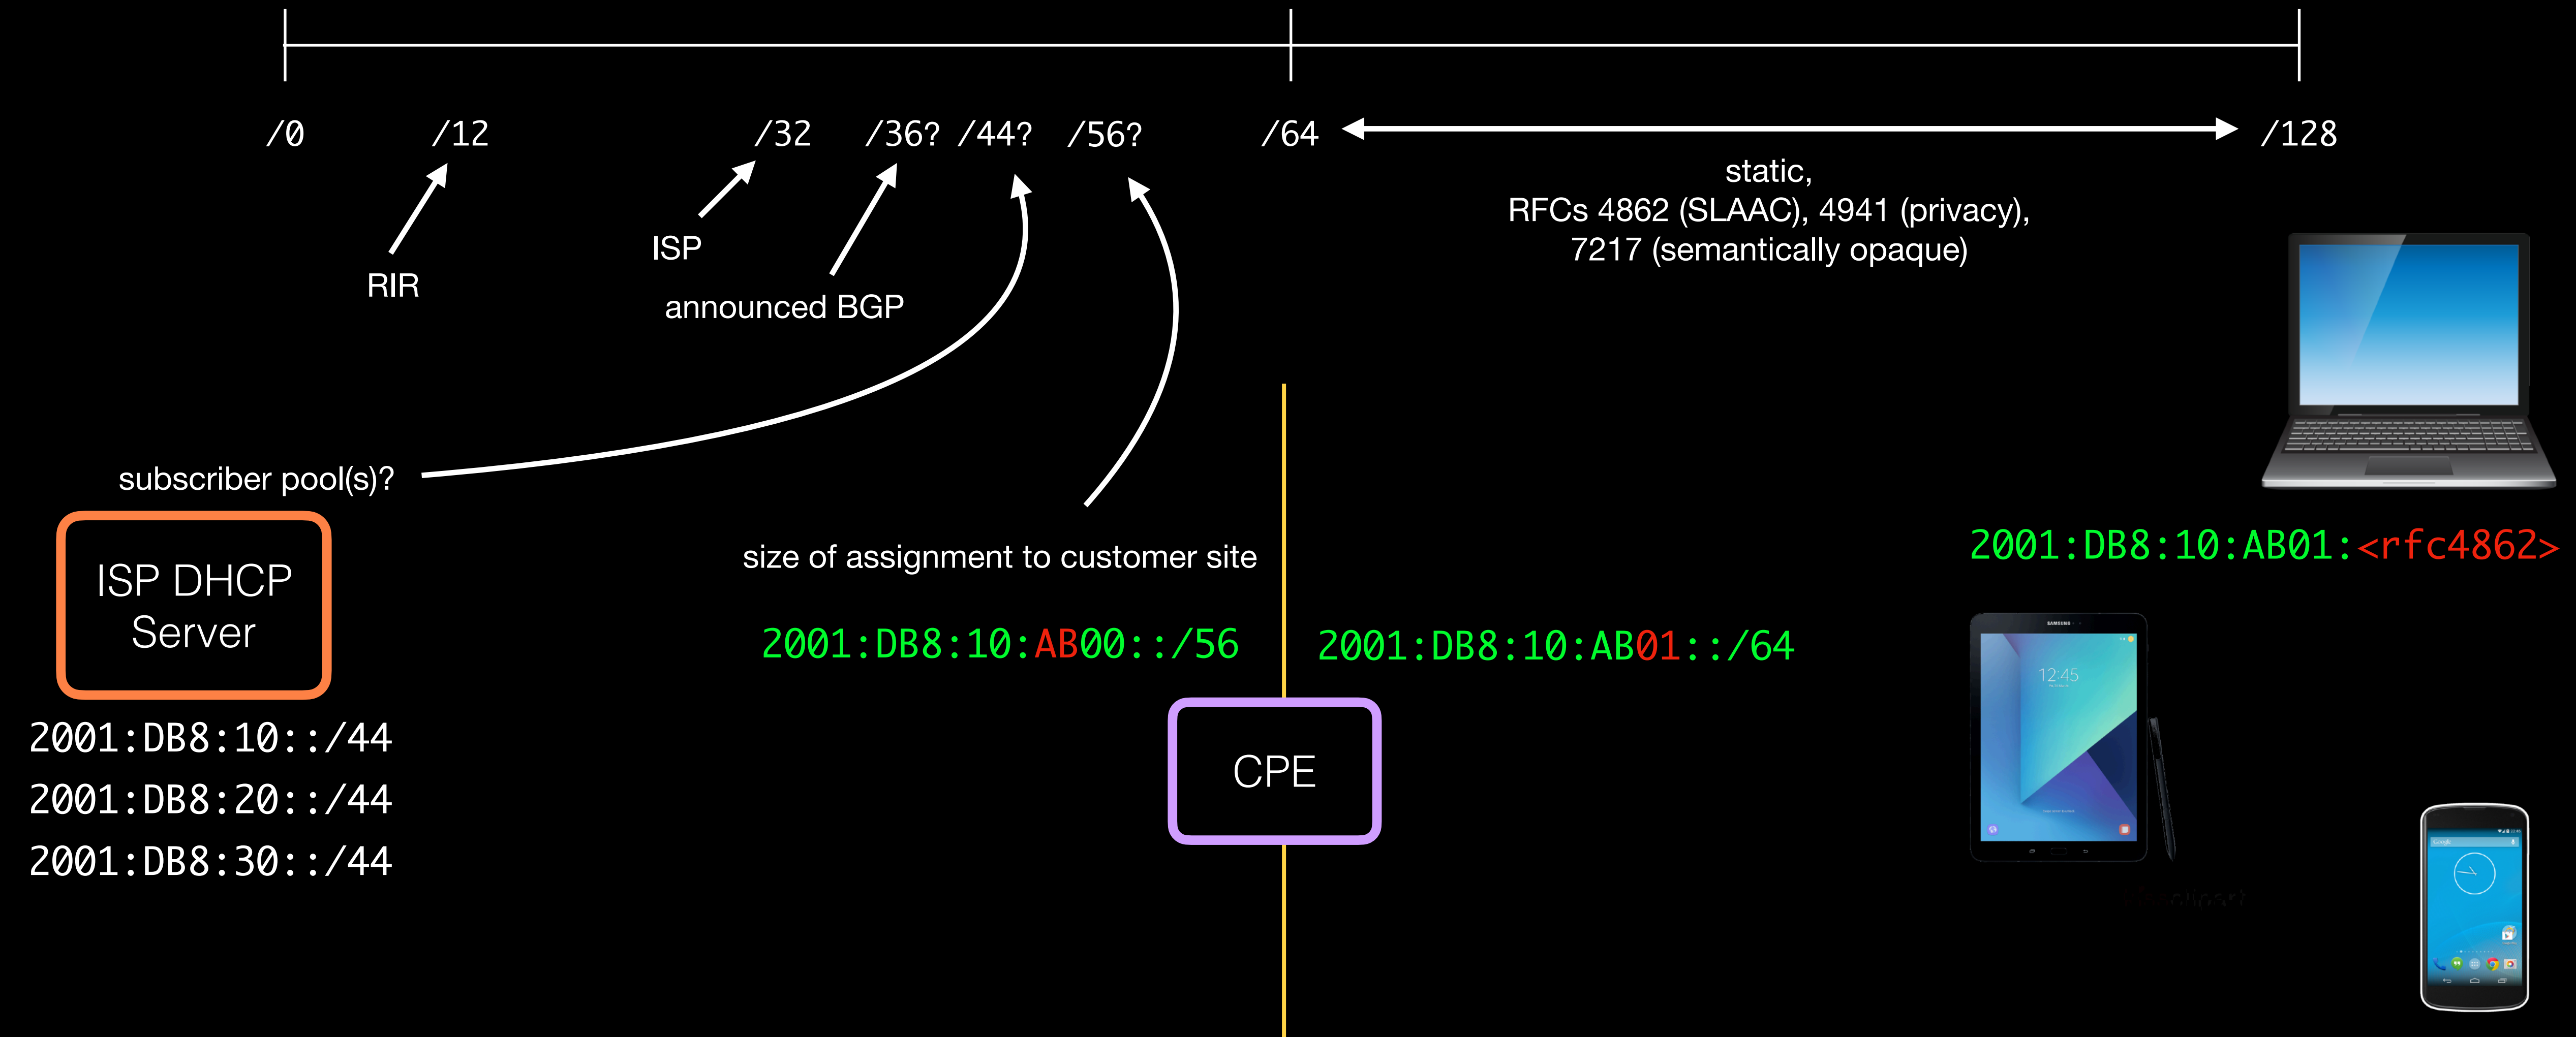 /0
/12
/32
/36?
/44?
/56?
/64
/128
RIR
ISP
announced BGP
static,
RFCs 4862 (SLAAC), 4941 (privacy),
7217 (semantically opaque)
subscriber pool(s)?
ISP DHCP
Server
2001:DB8:10::/44
2001:DB8:20::/44
2001:DB8:30::/44
size of assignment to customer site
2001:DB8:10:AB00::/56
2001:DB8:10:AB01::/64
CPE
2001:DB8:10:AB01:<rfc4862>
SAMSUNG
12:45
Google